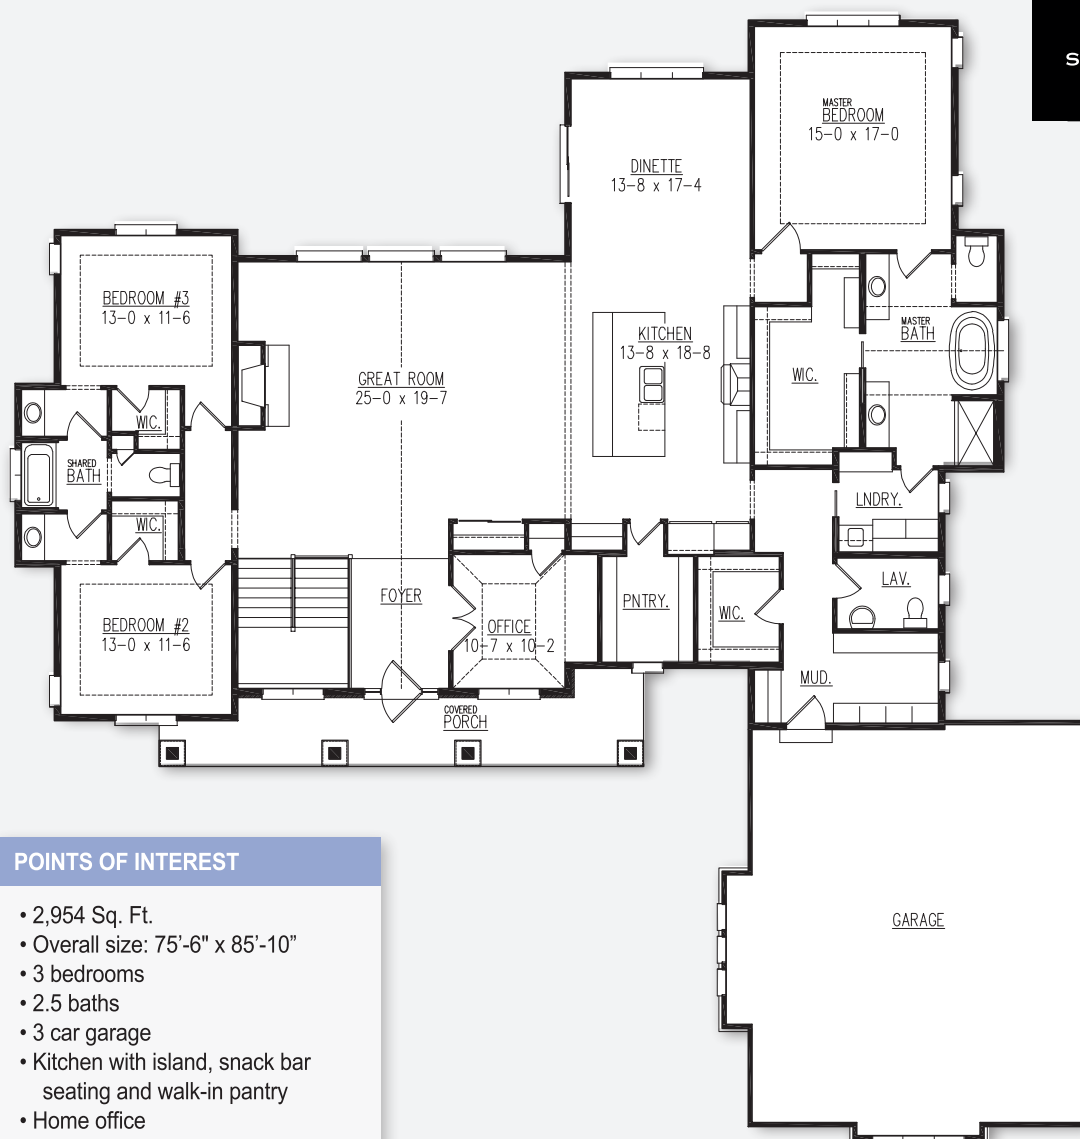 S
MASTER
BEDROOM
15-0 x 17-0
DINETTE
13-8 x 17-4
BEDROOM #3
13-0 x 11-6
KITCHEN
13-8 x 18-8
MASTER
BATH
GREAT ROOM
25-0 x 19-7
WIC.
WIC.
SHARED
BATH
LNDRY.
WIC.
LAV.
FOYER
PNTRY.
WIC.
OFFICE
10-7 x 10-2
BEDROOM #2
13-0 x 11-6
MUD.
COVERED
PORCH
GARAGE
POINTS OF INTEREST
• 2,954 Sq. Ft.
• Overall size: 75’-6" x 85’-10”
• 3 bedrooms
• 2.5 baths
• 3 car garage
• Kitchen with island, snack bar
seating and walk-in pantry
• Home office